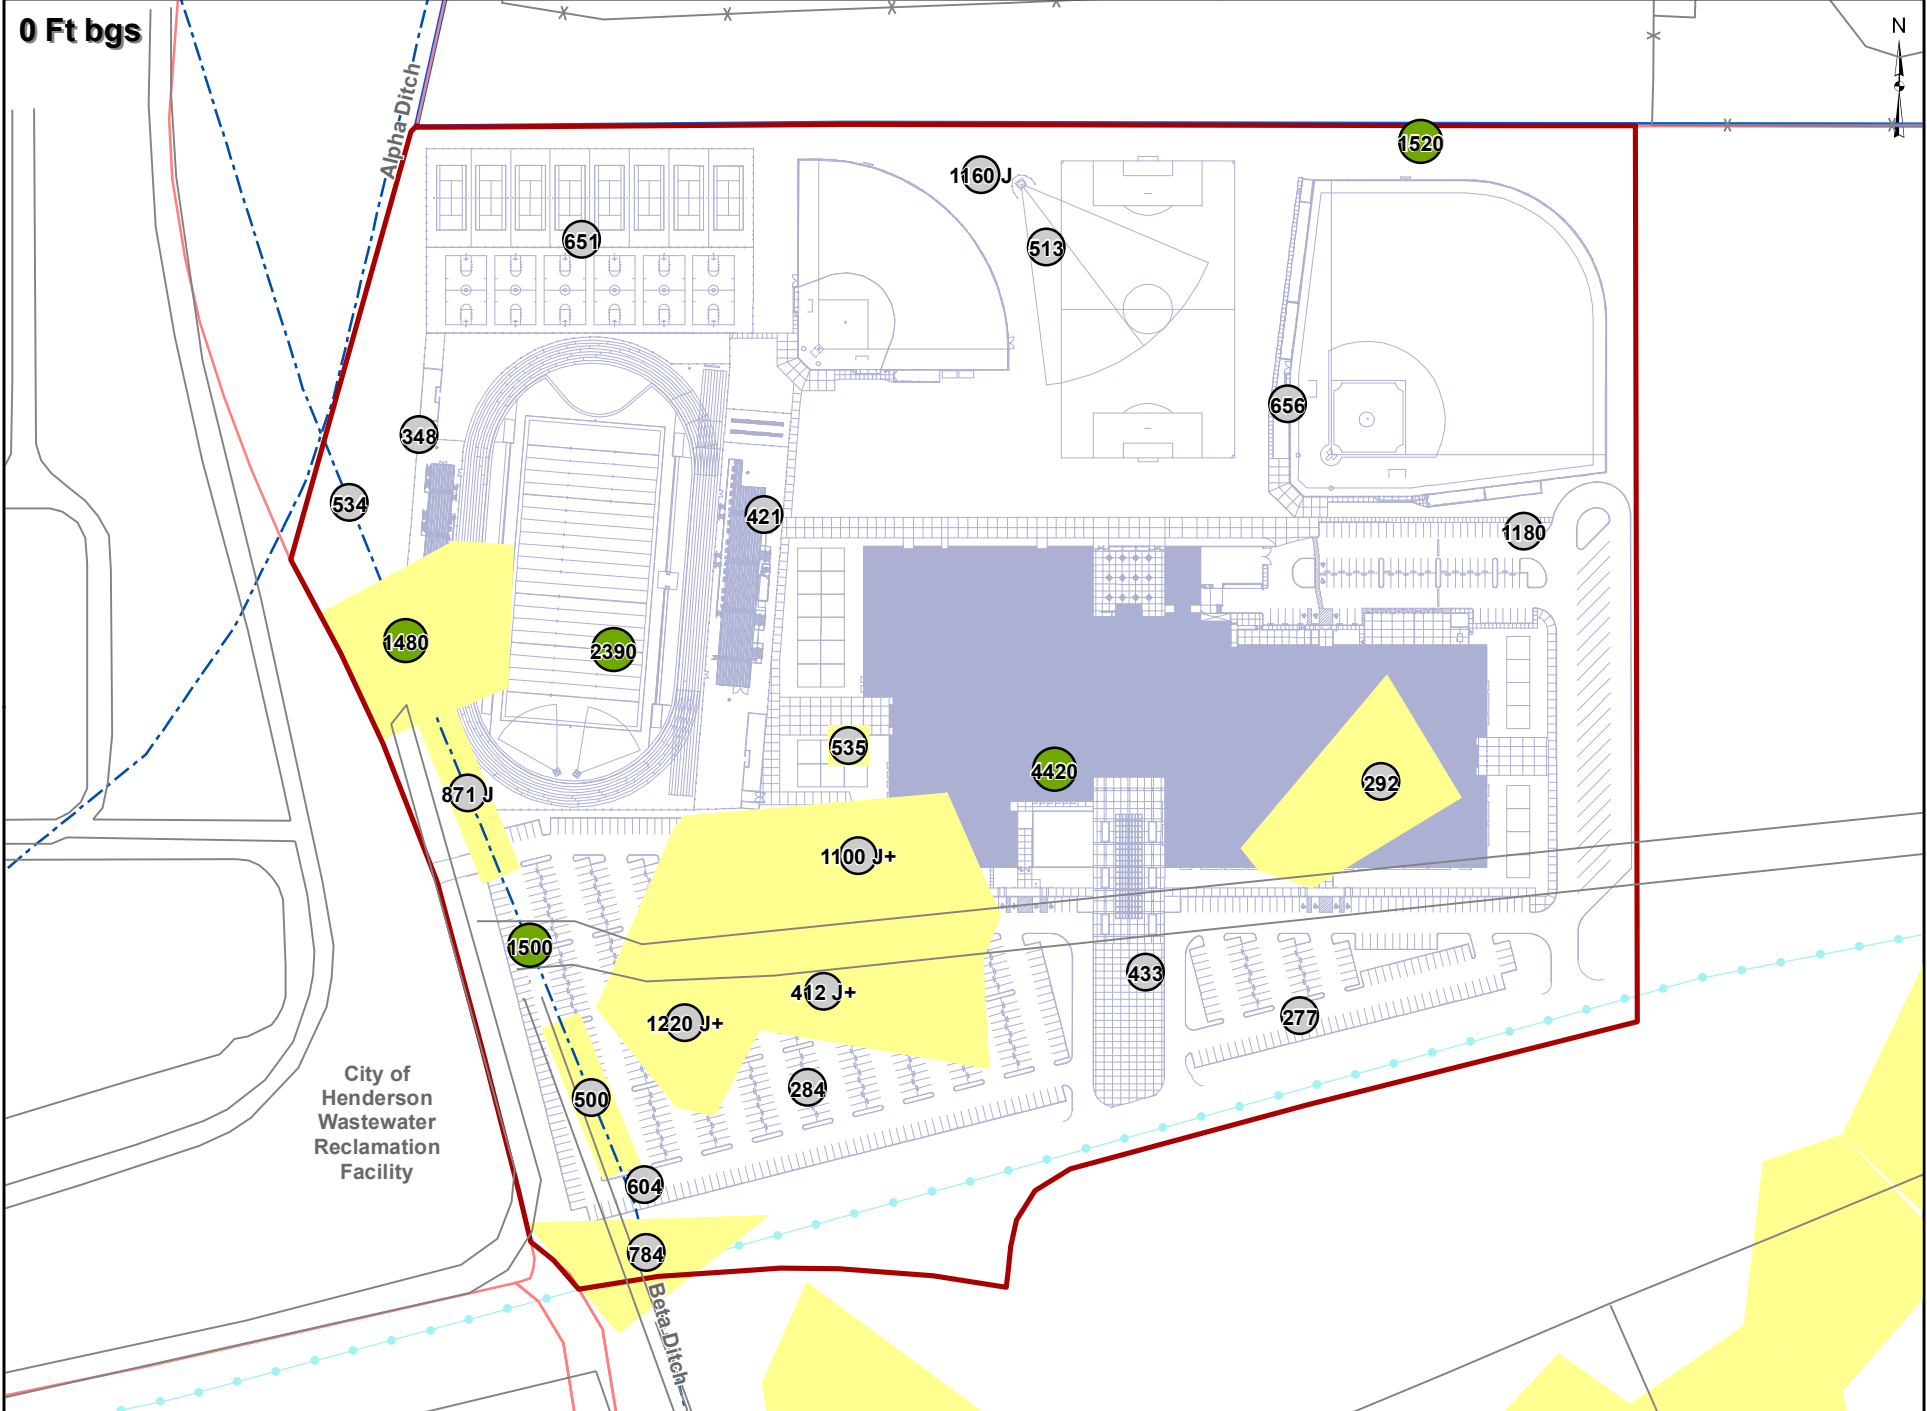 0 Ft bgs
N
Alpha Ditch
1520
1160 J
651
513
656
348
421
534
1180
1480
2390
535
4420
292
871 J
1100 J+
1500
433
412 J+
1220 J+
277
284
500
City of
Henderson
Wastewater
Reclamation
Facility
604
784
Beta Ditch